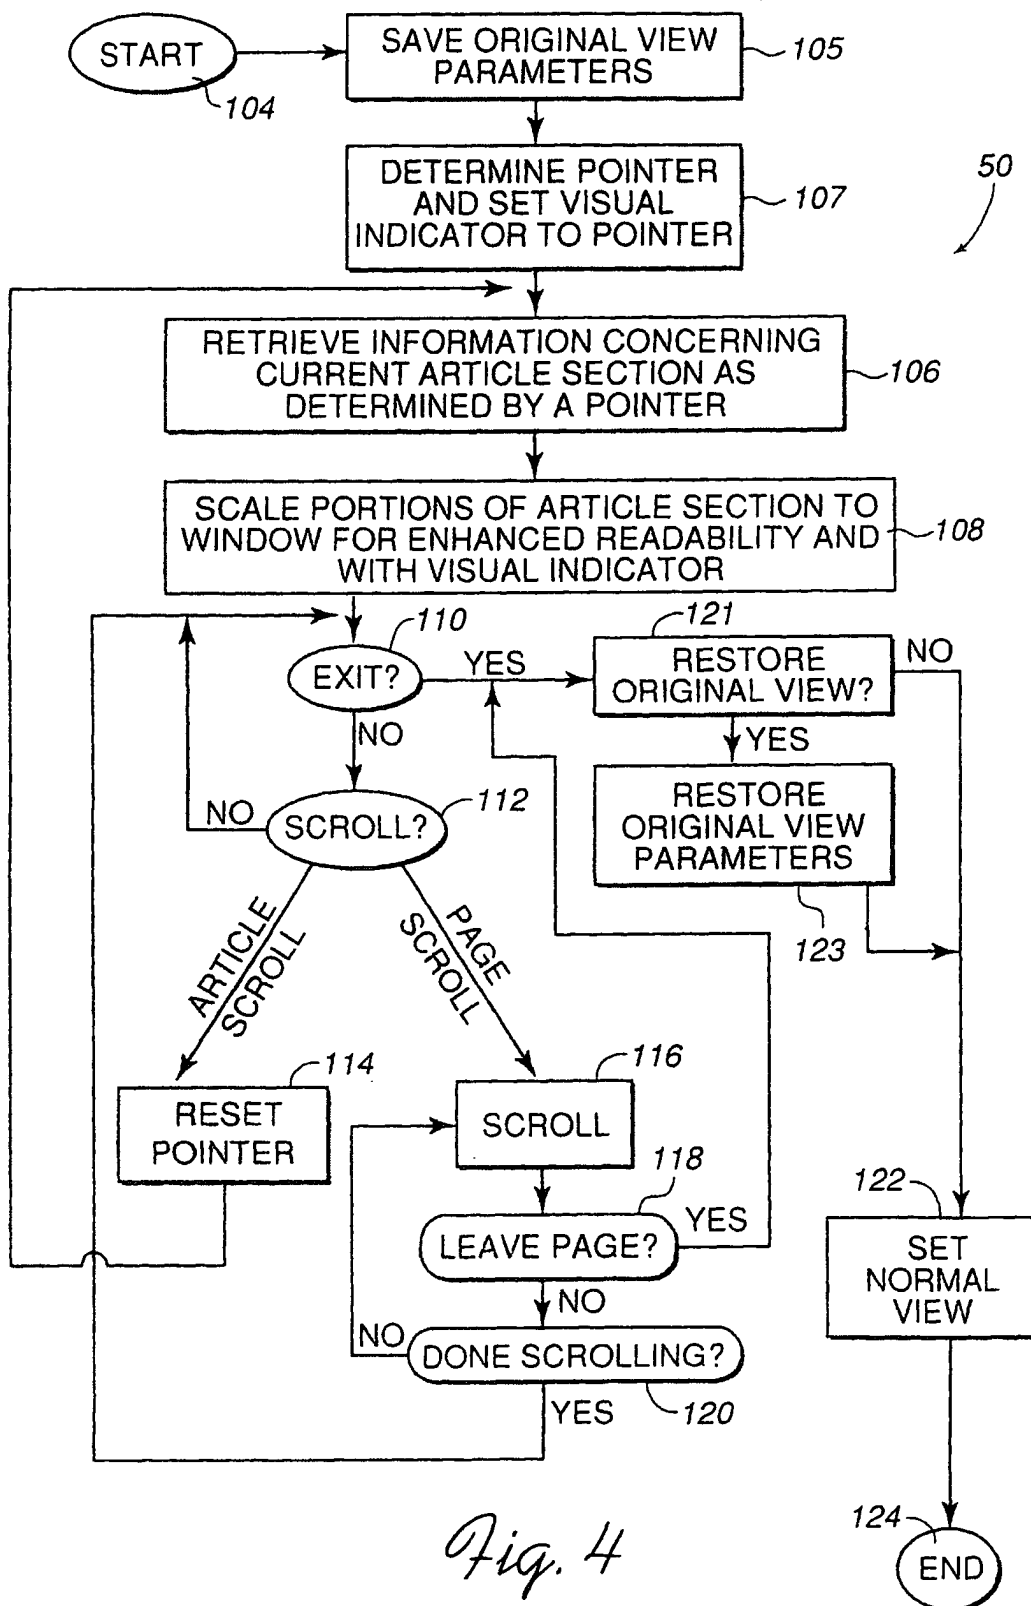 START
104
SAVE ORIGINAL VIEW
PARAMETERS
105
DETERMINE POINTER
AND SET VISUAL
INDICATOR TO POINTER
107
50
RETRIEVE INFORMATION CONCERNING
CURRENT ARTICLE SECTION AS
DETERMINED BY A POINTER
106
SCALE PORTIONS OF ARTICLE SECTION TO
WINDOW FOR ENHANCED READABILITY AND
WITH VISUAL INDICATOR
108
EXIT?
110
YES
NO
121
RESTORE
ORIGINAL VIEW?
NO
YES
RESTORE
ORIGINAL VIEW
PARAMETERS
123
SCROLL?
112
NO
ARTICLE
SCROLL
PAGE
SCROLL
114
RESET
POINTER
116
SCROLL
118
LEAVE PAGE?
YES
NO
DONE SCROLLING?
NO
YES
120
122
SET
NORMAL
VIEW
124
END
Fig. 4